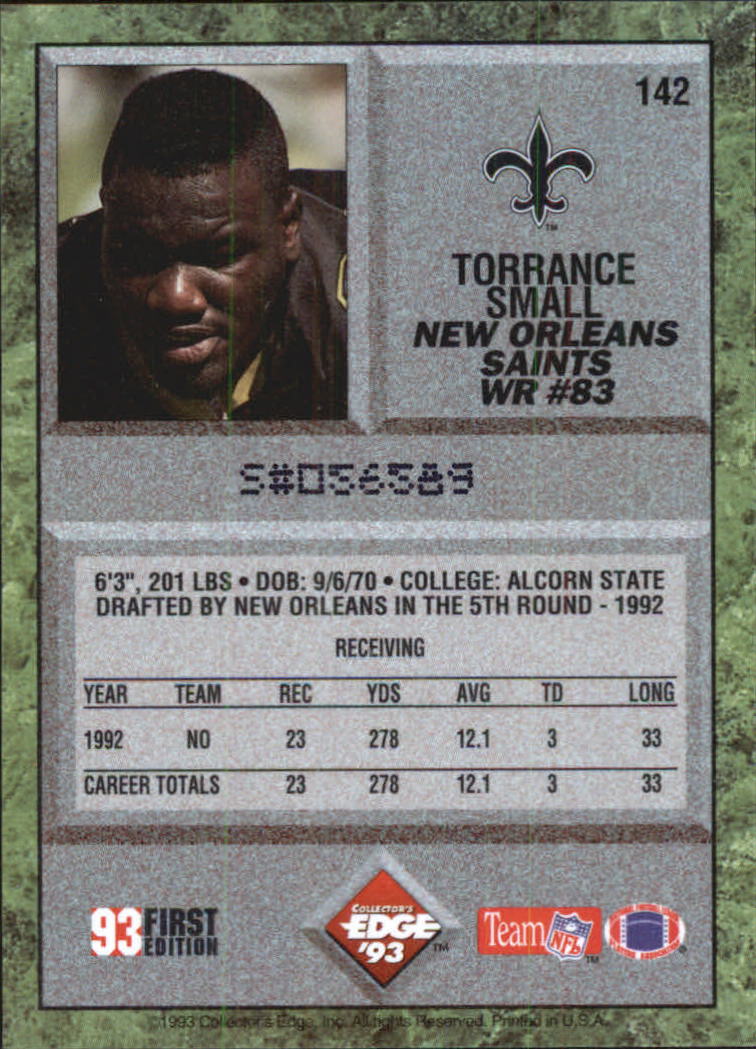 142
TM
TORRANCE
SMALL
NEW ORLEANS
SAINTS
WR #83
S#056589
6'3", 201 LBS • DOB: 9/6/70 • COLLEGE: ALCORN STATE
DRAFTED BY NEW ORLEANS IN THE 5TH ROUND - 1992
RECEIVING
YEAR TEAM REC YDS AVG TD LONG
1992 NO 23 278 12.1 3 33
CAREER TOTALS 23 278 12.1 3 33
93 FIRST EDITION
COLLECTOR'S EDGE '93 TM
Team NFL TM
1993 Collector's Edge, Inc. All rights Reserved. Printed in U.S.A.